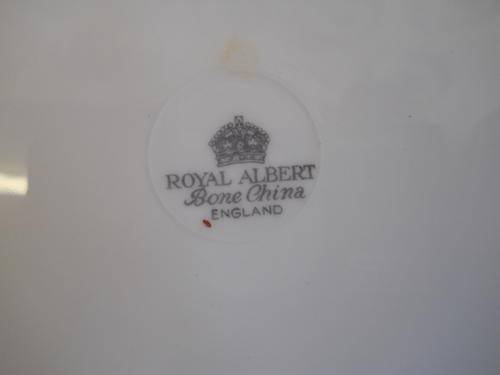 ROYAL ALBERT
Bone China
ENGLAND